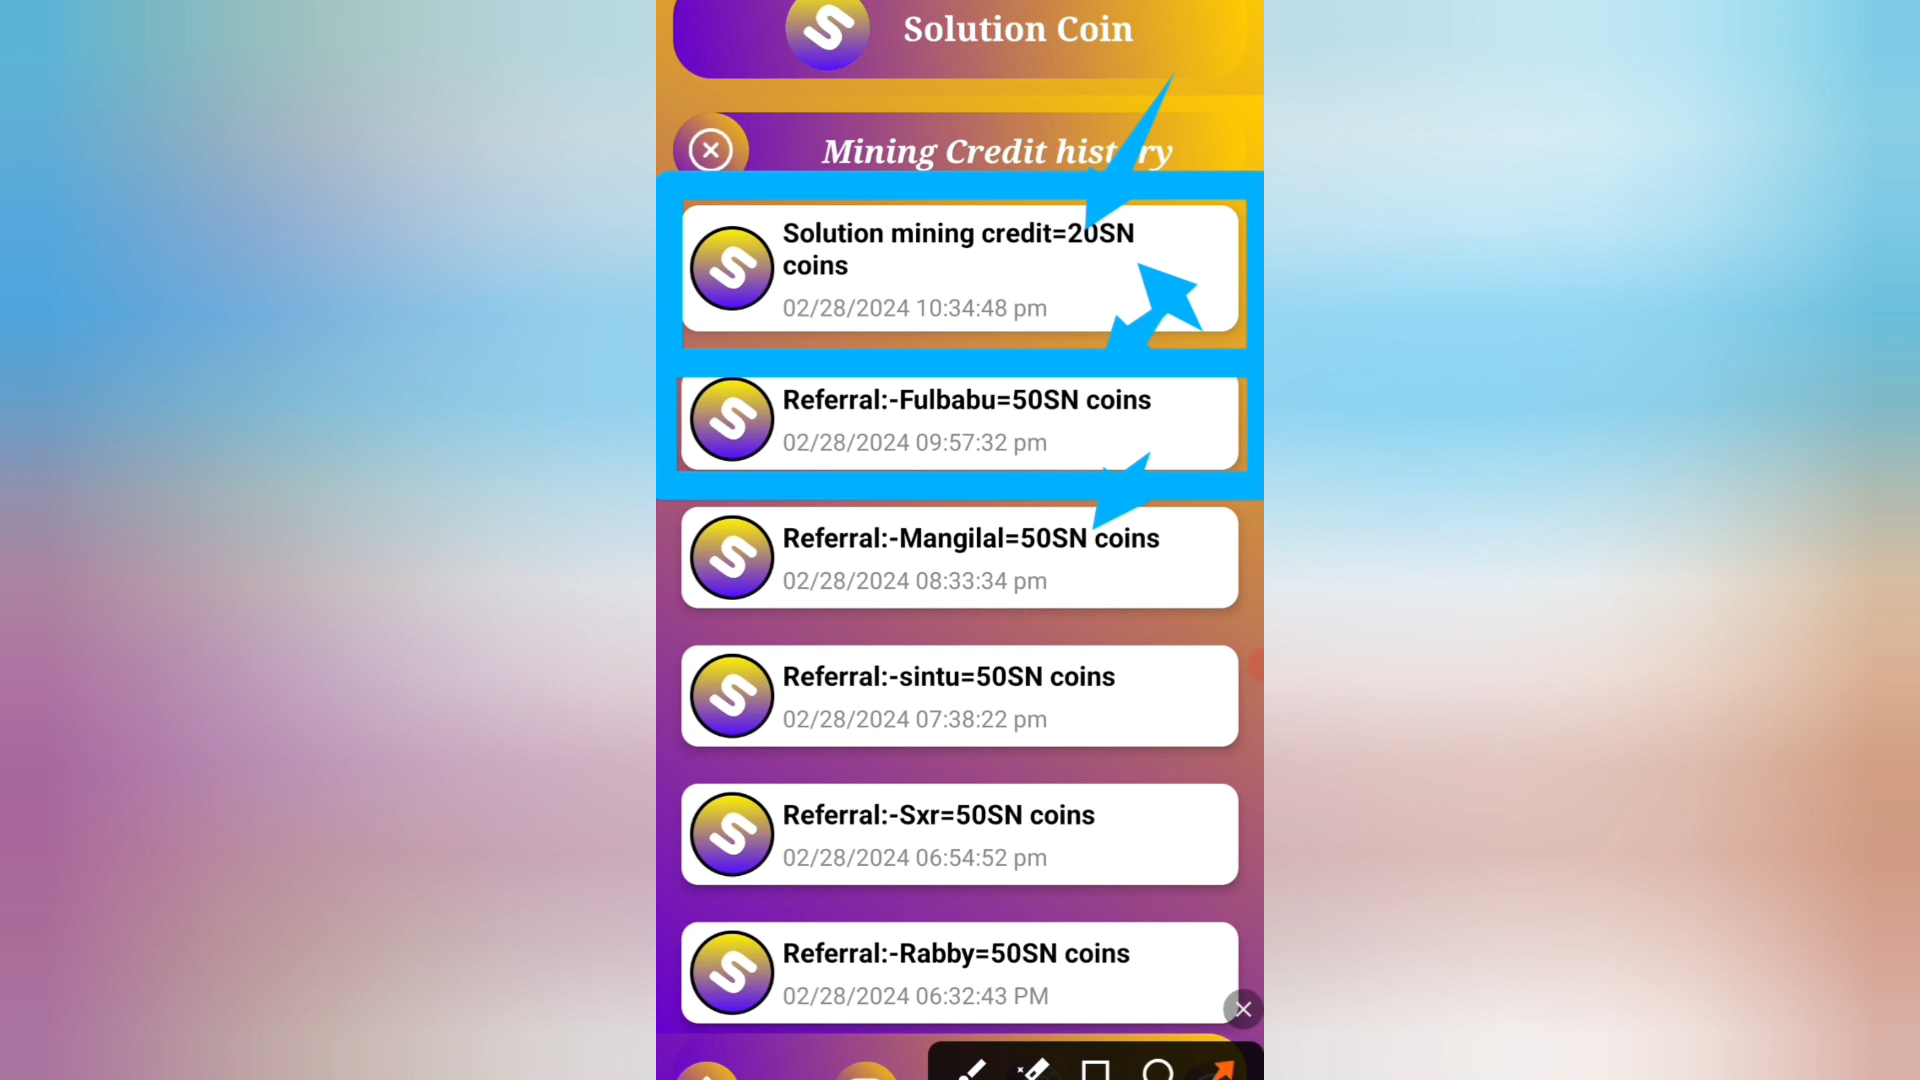 Solution Coin
Mining Credit history
Solution mining credit=20SN
coins
02/28/2024 10:34:48 pm
Referral:-Fulbabu=50SN coins
02/28/2024 09:57:32 pm
Referral:-Mangilal=50SN coins
02/28/2024 08:33:34 pm
Referral:-sintu=50SN coins
02/28/2024 07:38:22 pm
Referral:-Sxr=50SN coins
02/28/2024 06:54:52 pm
Referral:-Rabby=50SN coins
02/28/2024 06:32:43 PM